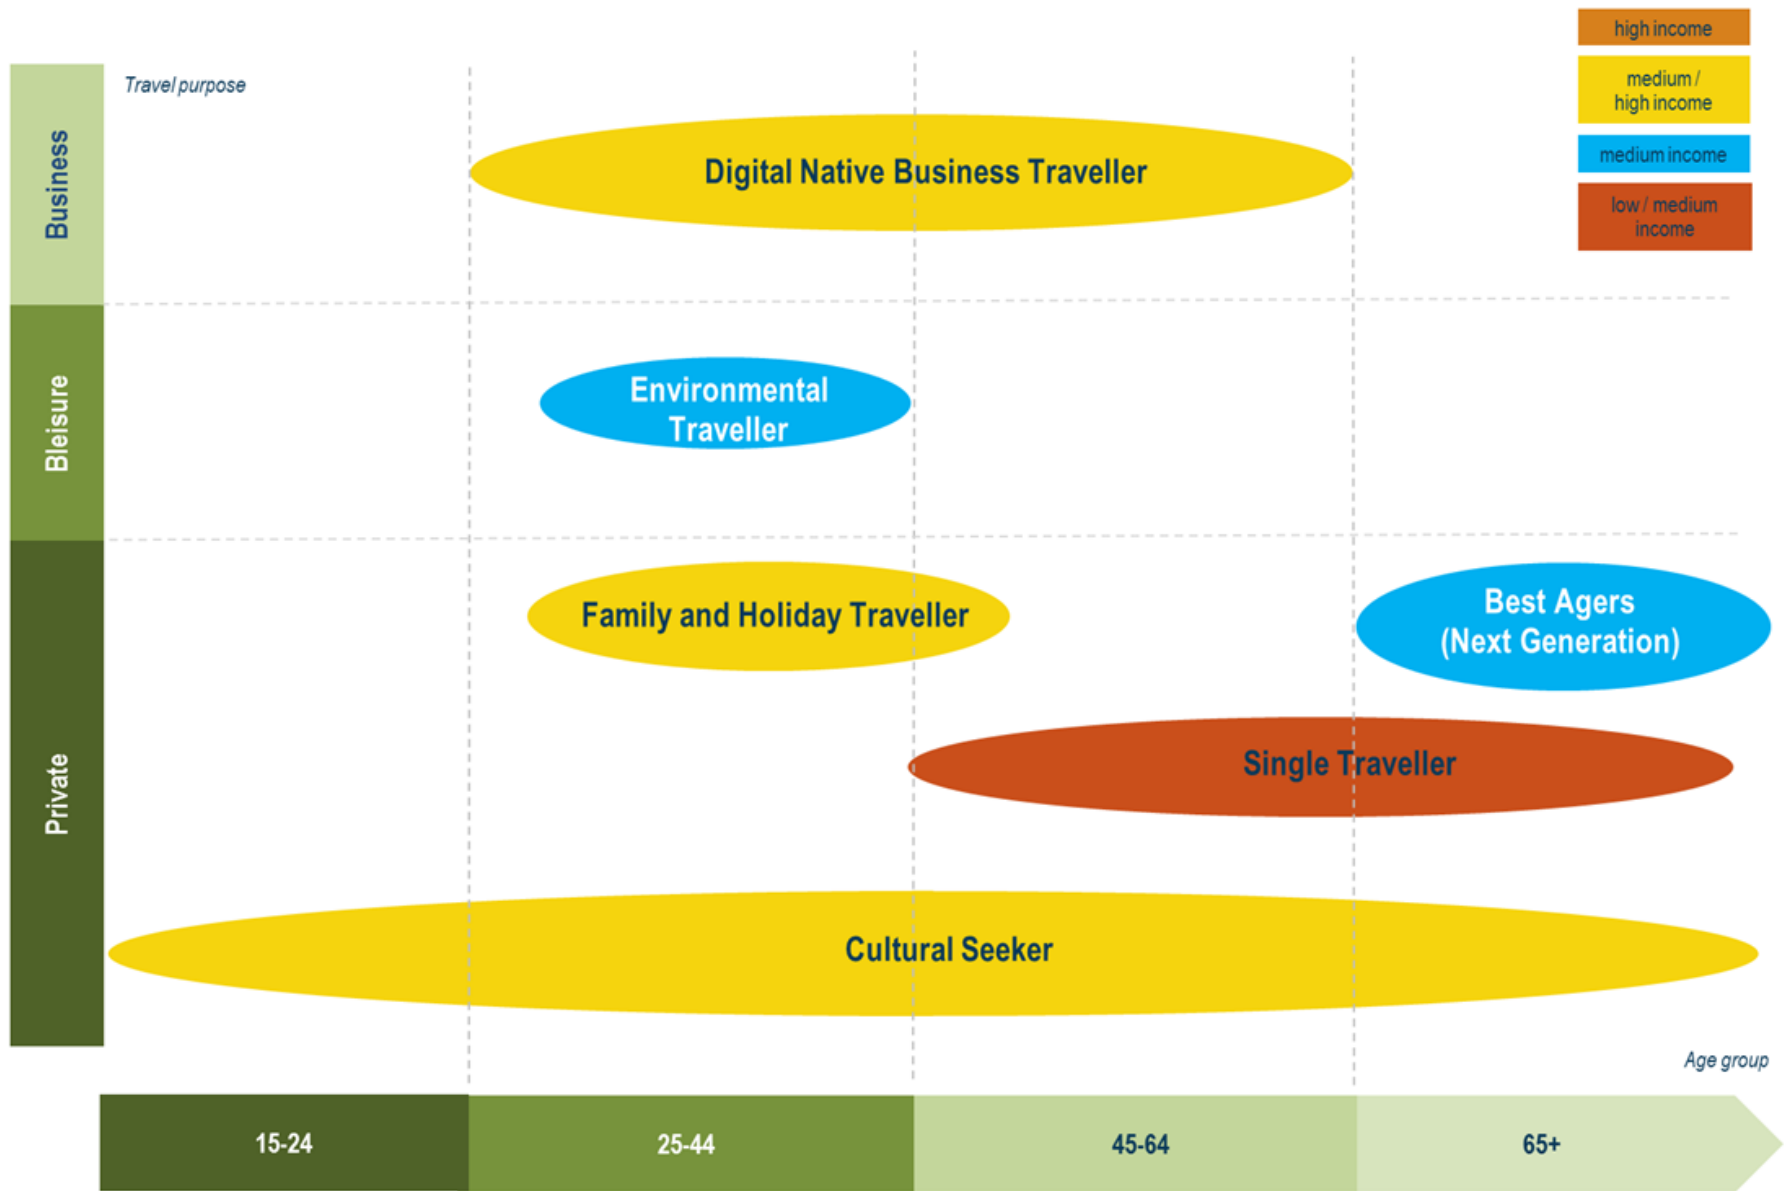 high income
medium /
high income
medium income
low / medium
income
Travel purpose
Business
Digital Native Business Traveller
Bleisure
Environmental
Traveller
Private
Family and Holiday Traveller
Best Agers
(Next Generation)
Single Traveller
Cultural Seeker
Age group
15-24
25-44
45-64
65+